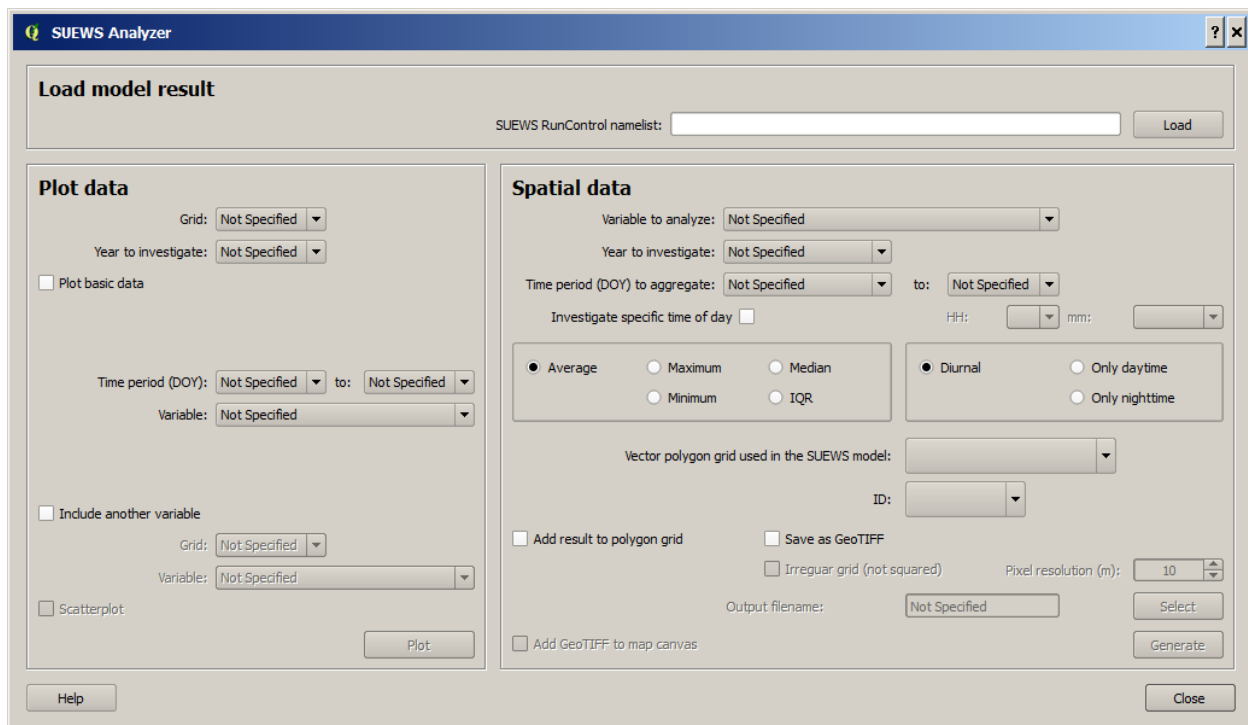 SUEWS Analyzer
Load model result
SUEWS RunControl namelist: Load
Plot data
Grid: Not Specified
Year to investigate: Not Specified
Plot basic data
Time period (DOY): Not Specified to: Not Specified
Variable: Not Specified
Include another variable
Grid: Not Specified
Variable: Not Specified
Scatterplot
Plot
Spatial data
Variable to analyze: Not Specified
Year to investigate: Not Specified
Time period (DOY) to aggregate: Not Specified to: Not Specified
Investigate specific time of day HH: mm:
Average Maximum Median
Minimum IQR
Diurnal Only daytime
Only nighttime
Vector polygon grid used in the SUEWS model:
ID:
Add result to polygon grid Save as GeoTIFF
Irreguar grid (not squared) Pixel resolution (m): 10
Output filename: Not Specified Select
Add GeoTIFF to map canvas Generate
Help Close